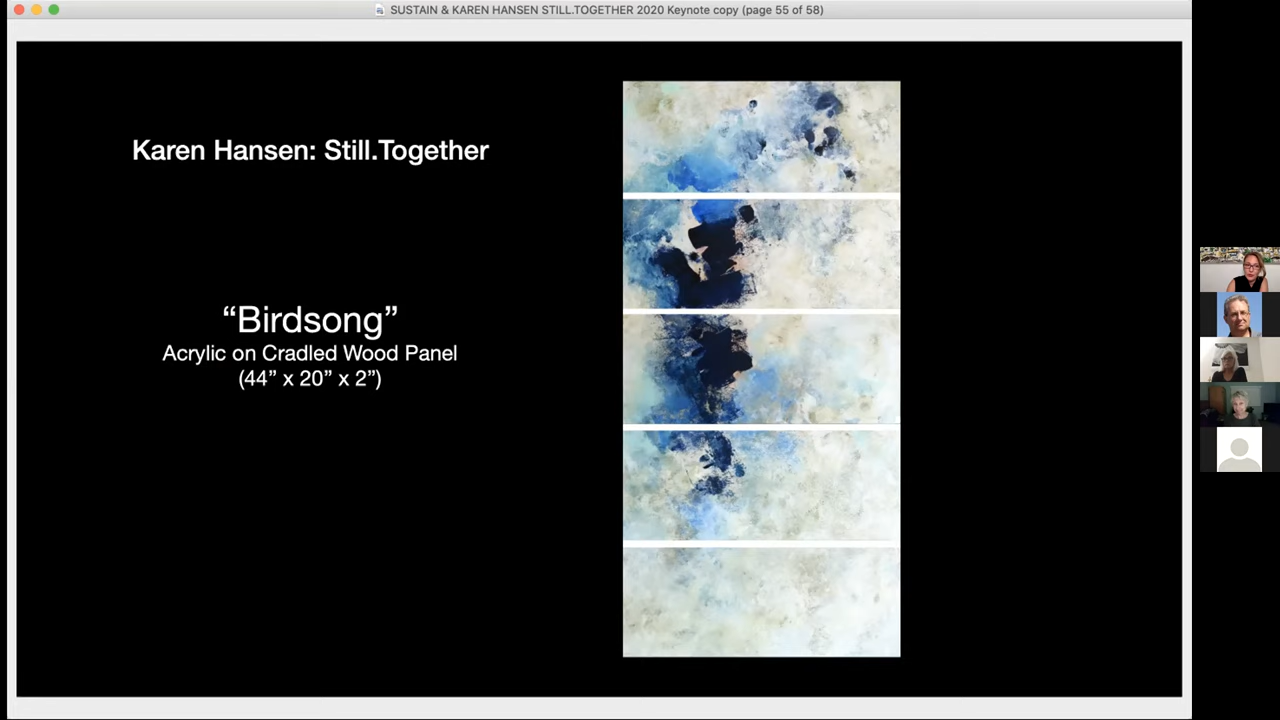 SUSTAIN & KAREN HANSEN STILL.TOGETHER 2020 Keynote copy (page 55 of 58)
Karen Hansen: Still.Together
“Birdsong”
Acrylic on Cradled Wood Panel
(44” x 20” x 2”)